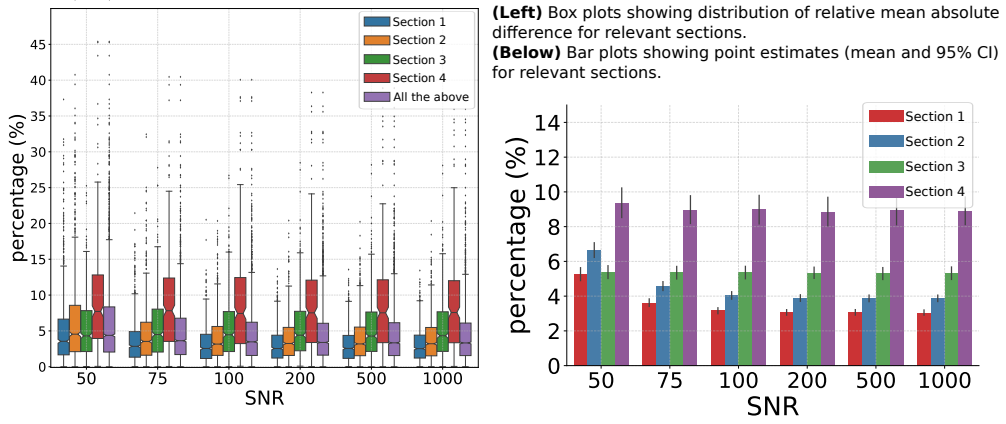 (Left) Box plots showing distribution of relative mean absolute
difference for relevant sections.
(Below) Bar plots showing point estimates (mean and 95% CI)
for relevant sections.
Section 1
Section 2
Section 3
Section 4
All the above
percentage (%)
45
40
35
30
25
20
15
10
5
0
50 75 100 200 500 1000
SNR
Section 1
Section 2
Section 3
Section 4
percentage (%)
14
12
10
8
6
4
2
0
50 75 100 200 500 1000
SNR